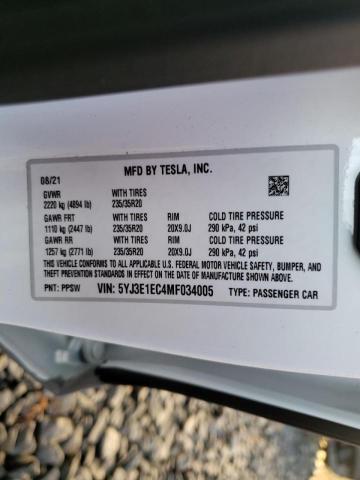 MFD BY TESLA, INC.
08/21
GVWR WITH TIRES
2220 kg (4894 lb) 235/35R20
GAWR FRT WITH TIRES RIM COLD TIRE PRESSURE
1110 kg (2447 lb) 235/35R20 20X9.0J 290 kPa, 42 psi
GAWR RR WITH TIRES RIM COLD TIRE PRESSURE
1257 kg (2771 lb) 235/35R20 20X9.0J 290 kPa, 42 psi
THIS VEHICLE CONFORMS TO ALL APPLICABLE U.S. FEDERAL MOTOR VEHICLE SAFETY, BUMPER, AND
THEFT PREVENTION STANDARDS IN EFFECT ON THE DATE OF MANUFACTURE SHOWN ABOVE.
PNT: PPSW VIN: 5YJ3E1EC4MF034005 TYPE: PASSENGER CAR